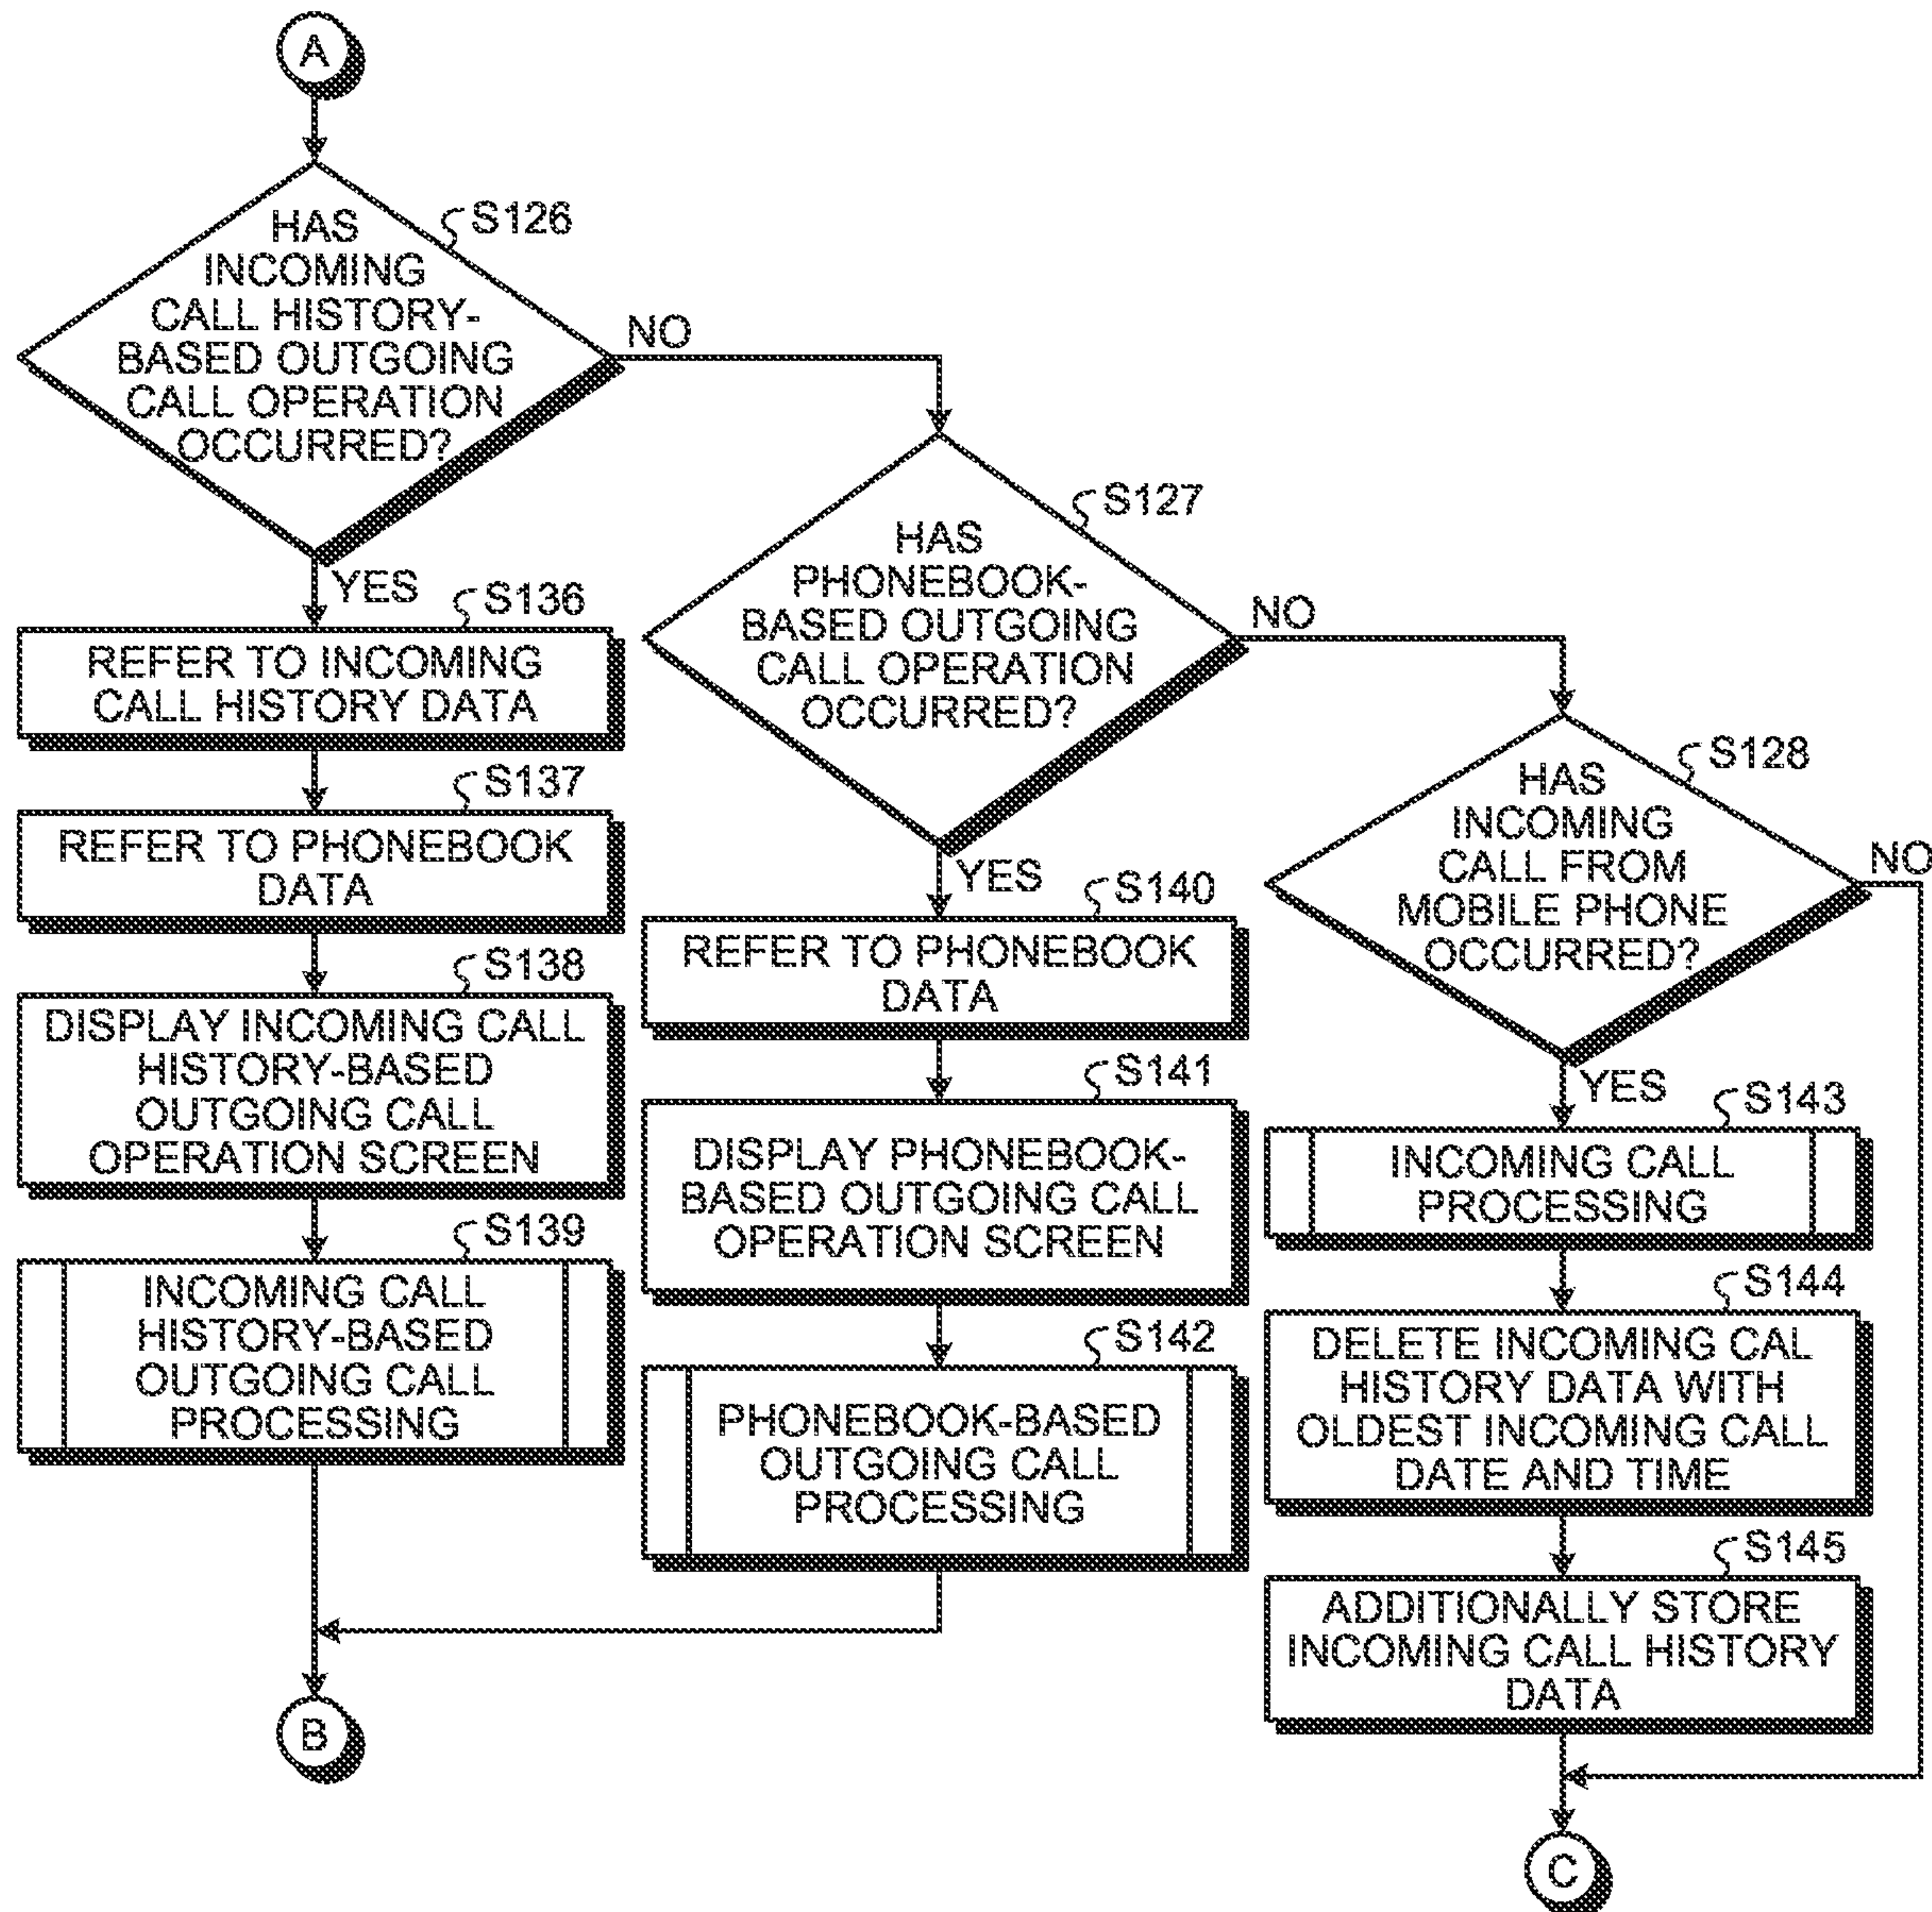 A
HAS
INCOMING
CALL HISTORY-
BASED OUTGOING
CALL OPERATION
OCCURRED?
S126
NO
YES
S136
REFER TO INCOMING
CALL HISTORY DATA
S137
REFER TO PHONEBOOK
DATA
S138
DISPLAY INCOMING CALL
HISTORY-BASED
OUTGOING CALL
OPERATION SCREEN
S139
INCOMING CALL
HISTORY-BASED
OUTGOING CALL
PROCESSING
B
S127
HAS
PHONEBOOK-
BASED OUTGOING
CALL OPERATION
OCCURRED?
NO
YES
S140
REFER TO PHONEBOOK
DATA
S141
DISPLAY PHONEBOOK-
BASED OUTGOING CALL
OPERATION SCREEN
S142
PHONEBOOK-BASED
OUTGOING CALL
PROCESSING
S128
HAS
INCOMING
CALL FROM
MOBILE PHONE
OCCURRED?
NO
YES
S143
INCOMING CALL
PROCESSING
S144
DELETE INCOMING CAL
HISTORY DATA WITH
OLDEST INCOMING CALL
DATE AND TIME
S145
ADDITIONALLY STORE
INCOMING CALL HISTORY
DATA
C